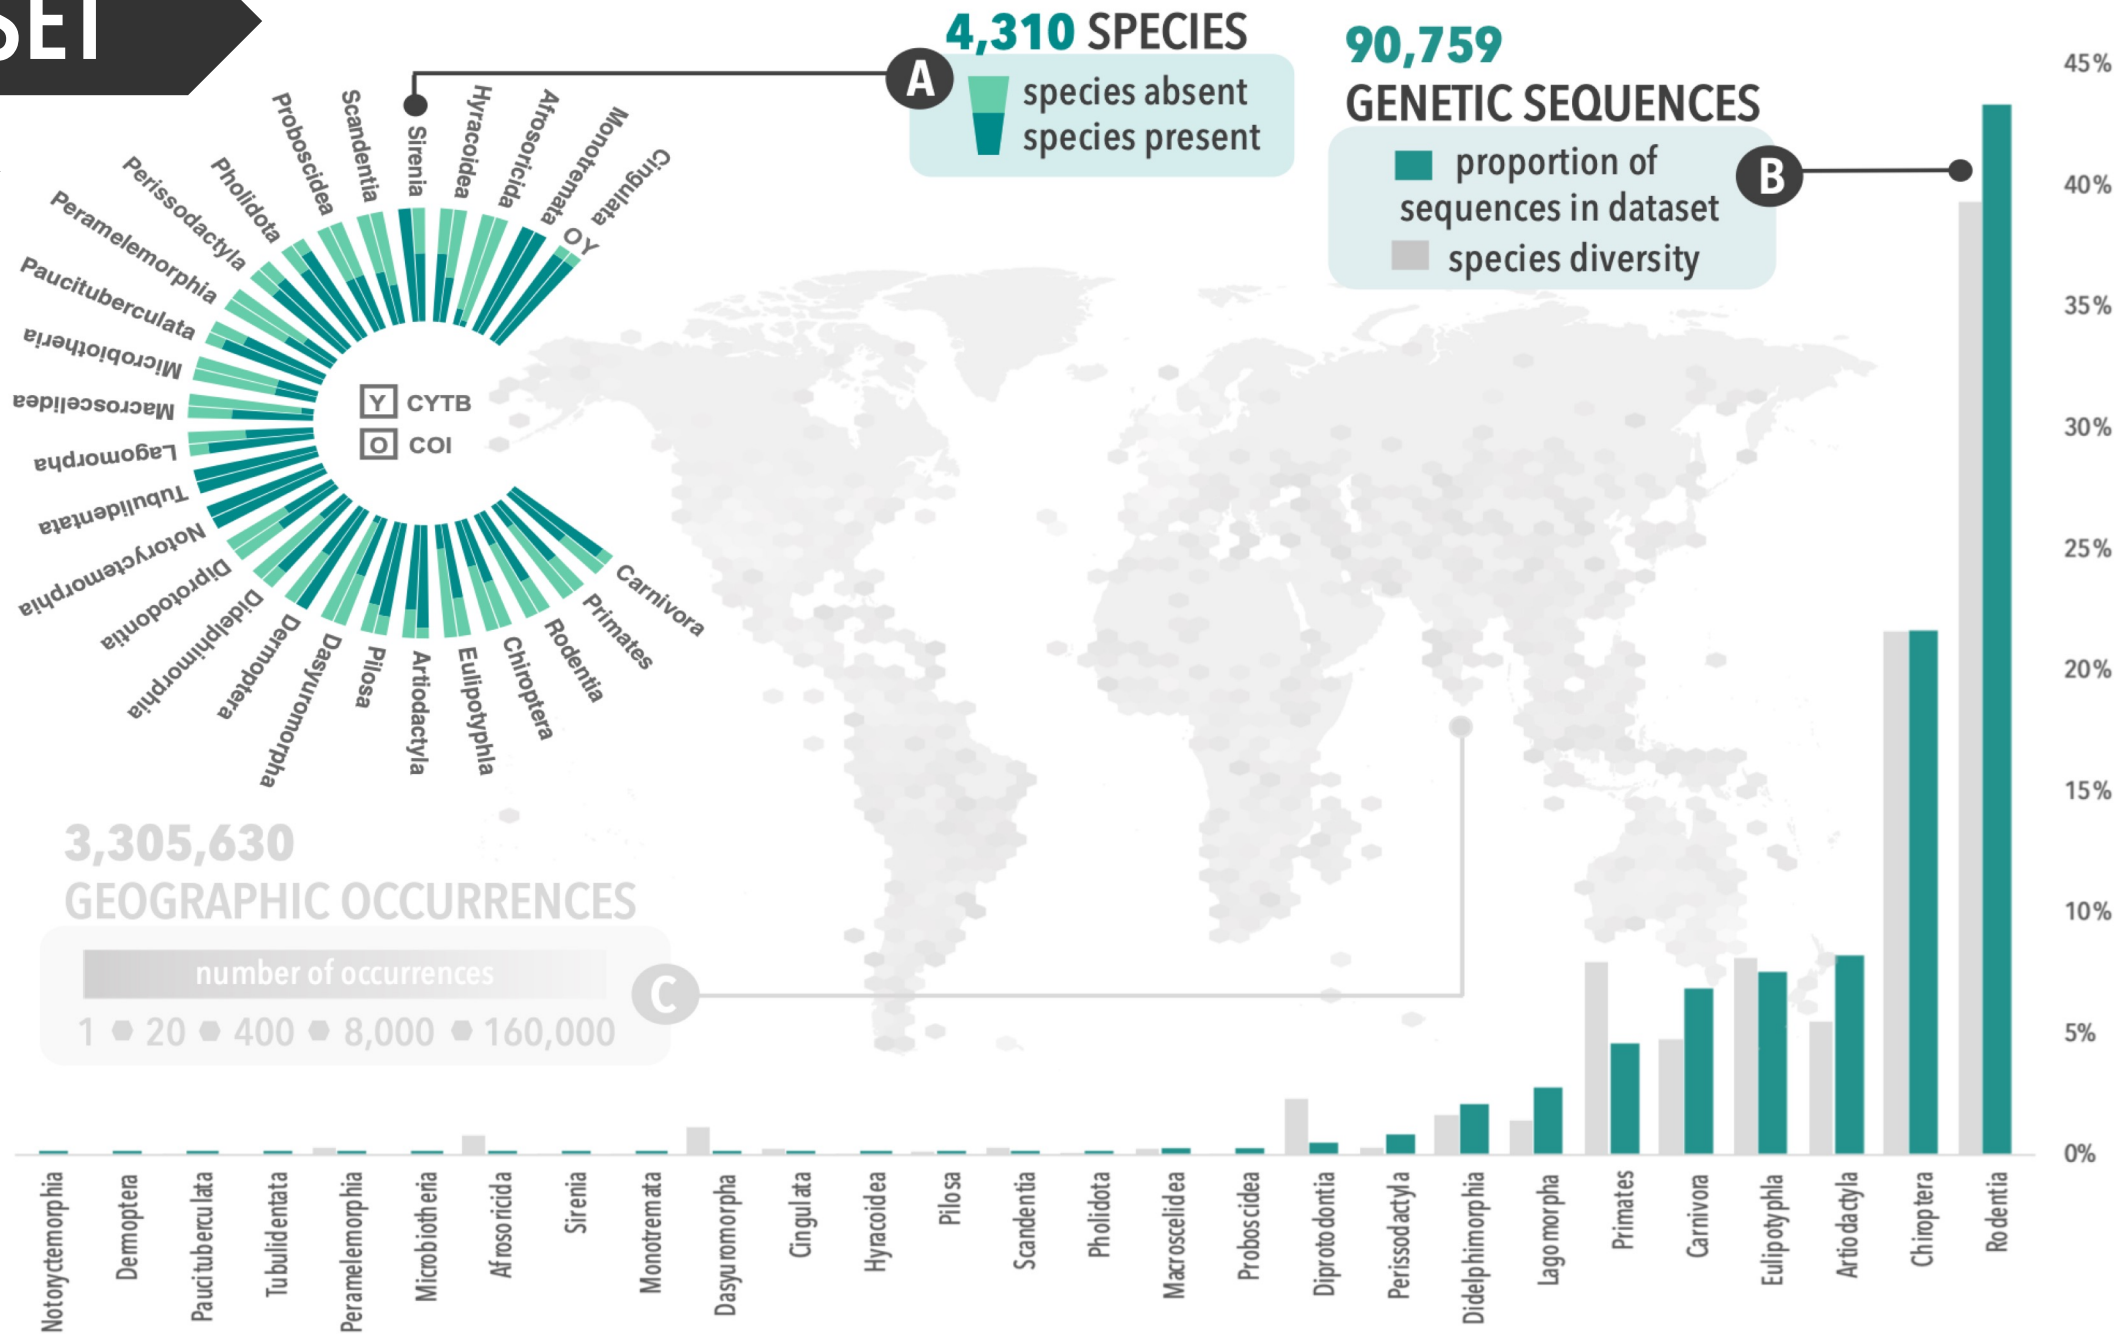 SET
4,310 SPECIES
A
species absent
species present
90,759
GENETIC SEQUENCES
proportion of
sequences in dataset
species diversity
B
Cingulata
Monotremata
Afrosoricida
Hyracoidea
Sirenia
Scandentia
Proboscidea
Pholidota
Perissodactyla
Peramelemorphia
Paucituberculata
Microbiotheria
Macroscelidea
Lagomorpha
Tubulidentata
Notoryctemorphia
Diprotodontia
Didelphimorphia
Dermoptera
Dasyuromorpha
Pilosa
Artiodactyla
Eulipotyphla
Chiroptera
Rodentia
Primates
Carnivora
O Y
Y CYTB
O COI
3,305,630
GEOGRAPHIC OCCURRENCES
number of occurrences
1 20 400 8,000 160,000
C
45%
40%
35%
30%
25%
20%
15%
10%
5%
0%
Notoryctemorphia
Dermoptera
Paucituberculata
Tubulidentata
Peramelemorphia
Microbiotheria
Afrosoricida
Sirenia
Monotremata
Dasyuromorpha
Cingulata
Hyracoidea
Pilosa
Scandentia
Pholidota
Macroscelidea
Proboscidea
Diprotodontia
Perissodactyla
Didelphimorphia
Lagomorpha
Primates
Carnivora
Eulipotyphla
Artiodactyla
Chiroptera
Rodentia